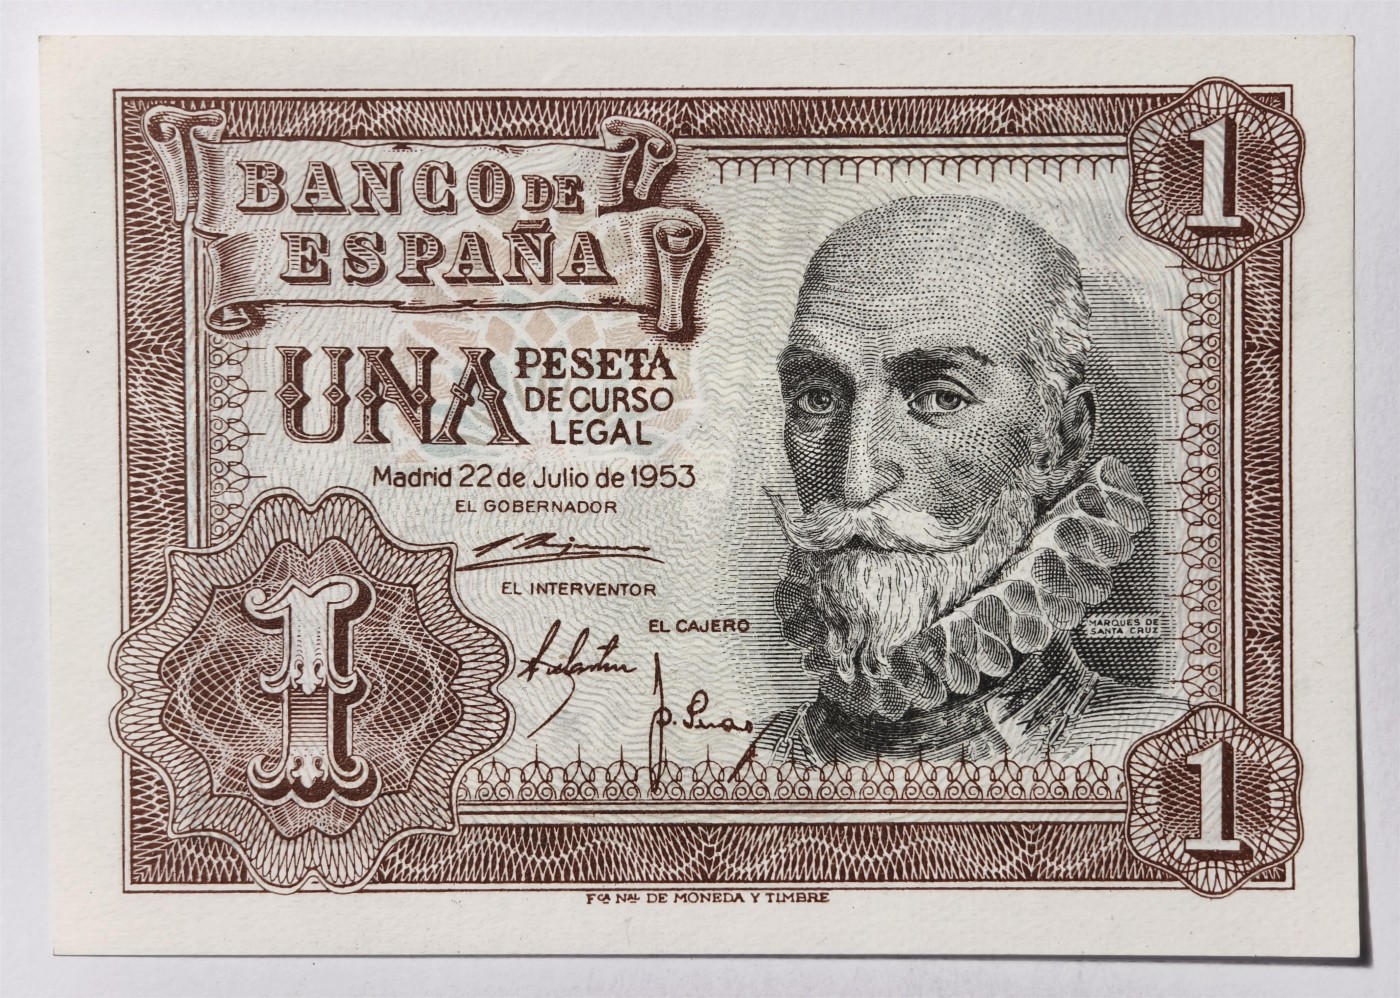 BANCO DE
ESPAÑA
1
UNA PESETA
DE CURSO
LEGAL
Madrid 22 de Julio de 1953
EL GOBERNADOR
EL INTERVENTOR
EL CAJERO
MARQUES DE
SANTA CRUZ
1
1
Fca NAL DE MONEDA Y TIMBRE